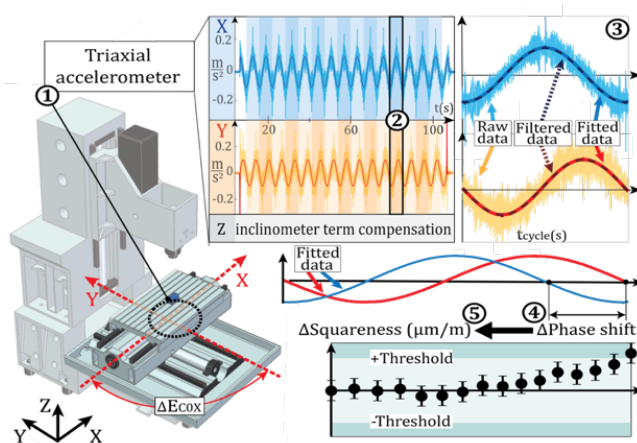 Triaxial
accelerometer
①
X
0.2
m
s²
-0.2
t(s)
20
40
60
80
100
②
Y
0.2
m
s²
-0.2
Z inclinometer term compensation
③
Raw
data
Filtered
data
Fitted
data
tcycle(s)
Fitted
data
X
Y
ΔECOX
Z
Y
X
⑤
④
ΔSquareness (µm/m)
ΔPhase shift
+Threshold
-Threshold